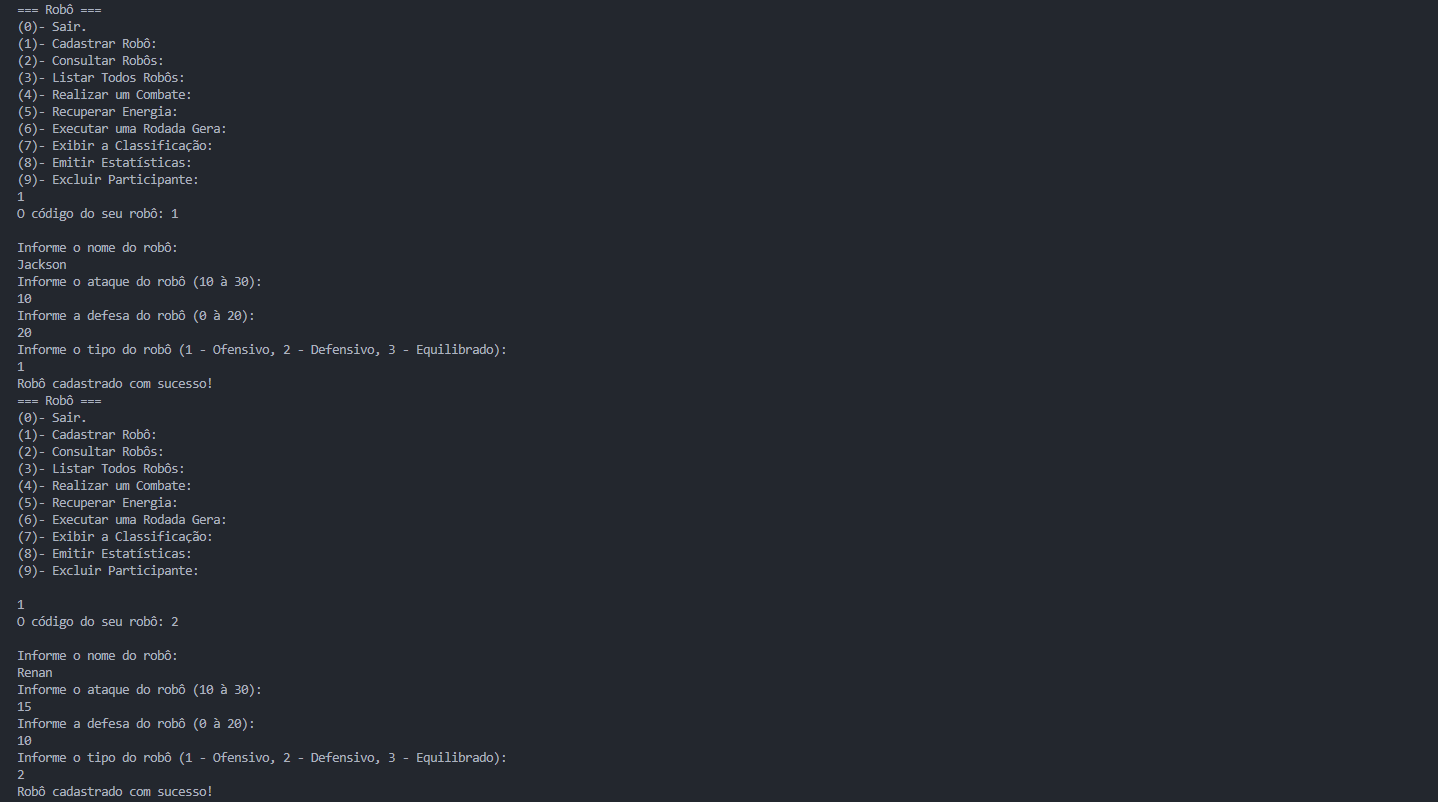 === Robô ===
(0)- Sair.
(1)- Cadastrar Robô:
(2)- Consultar Robôs:
(3)- Listar Todos Robôs:
(4)- Realizar um Combate:
(5)- Recuperar Energia:
(6)- Executar uma Rodada Gera:
(7)- Exibir a Classificação:
(8)- Emitir Estatísticas:
(9)- Excluir Participante:
1
O código do seu robô: 1

Informe o nome do robô:
Jackson
Informe o ataque do robô (10 à 30):
10
Informe a defesa do robô (0 à 20):
20
Informe o tipo do robô (1 - Ofensivo, 2 - Defensivo, 3 - Equilibrado):
1
Robô cadastrado com sucesso!
=== Robô ===
(0)- Sair.
(1)- Cadastrar Robô:
(2)- Consultar Robôs:
(3)- Listar Todos Robôs:
(4)- Realizar um Combate:
(5)- Recuperar Energia:
(6)- Executar uma Rodada Gera:
(7)- Exibir a Classificação:
(8)- Emitir Estatísticas:
(9)- Excluir Participante:

1
O código do seu robô: 2

Informe o nome do robô:
Renan
Informe o ataque do robô (10 à 30):
15
Informe a defesa do robô (0 à 20):
10
Informe o tipo do robô (1 - Ofensivo, 2 - Defensivo, 3 - Equilibrado):
2
Robô cadastrado com sucesso!